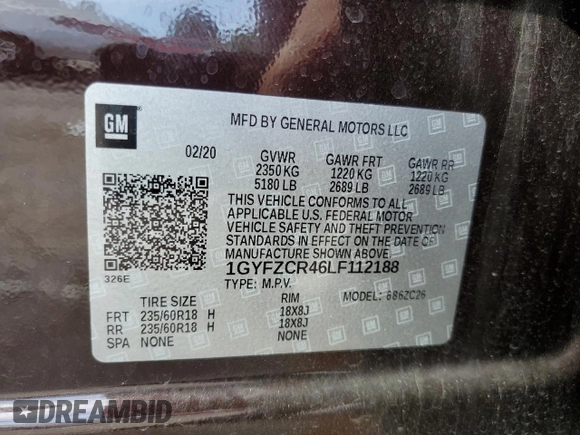 GM
MFD BY GENERAL MOTORS LLC
02/20 GVWR GAWR FRT GAWR RR
2350 KG 1220 KG 1220 KG
5180 LB 2689 LB 2689 LB
THIS VEHICLE CONFORMS TO ALL
APPLICABLE U.S. FEDERAL MOTOR
VEHICLE SAFETY AND THEFT PREVENTION
STANDARDS IN EFFECT ON THE DATE OF
MANUFACTURE SHOWN ABOVE.
326E
1GYFZCR46LF112188
TYPE: M.P.V. MODEL: 686ZC26
TIRE SIZE RIM
FRT 235/60R18 H 18X8J
RR 235/60R18 H 18X8J
SPA NONE NONE
DREAMBID